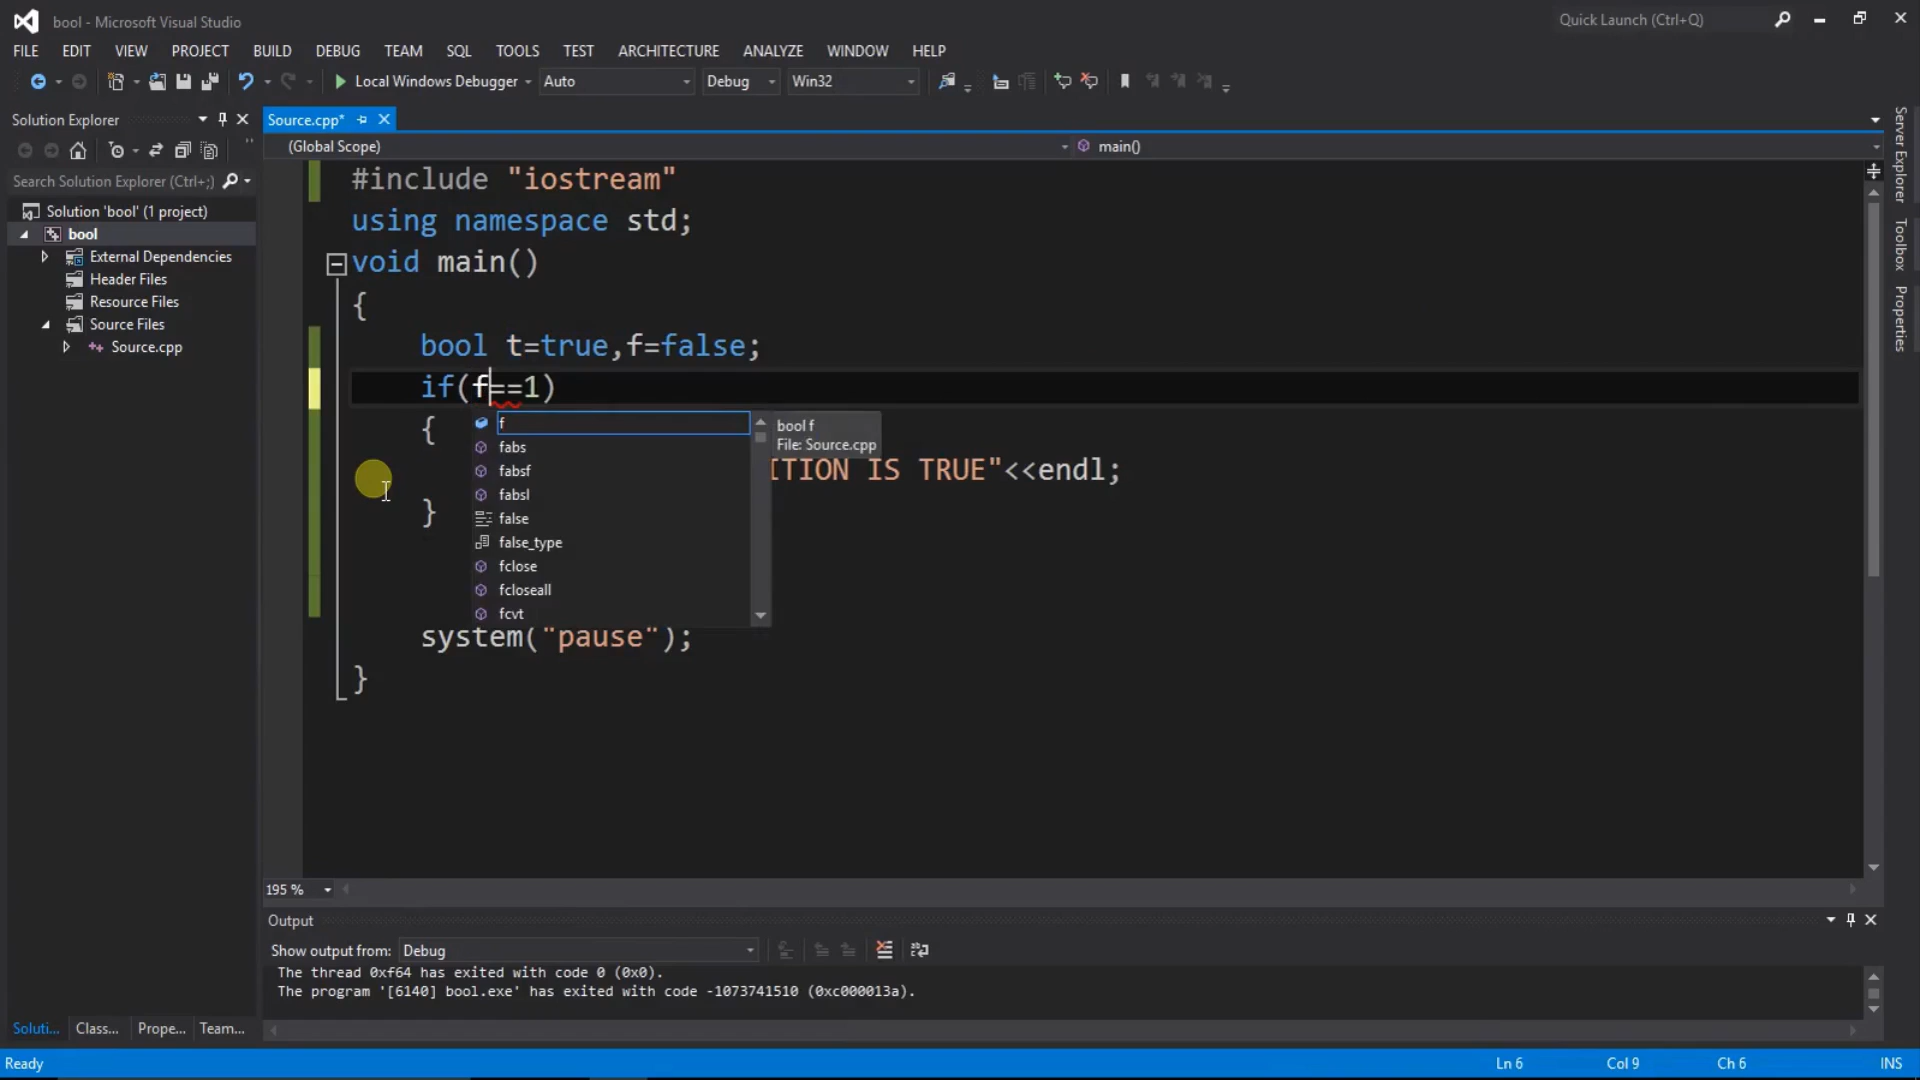 bool - Microsoft Visual Studio
Quick Launch (Ctrl+Q)
FILE EDIT VIEW PROJECT BUILD DEBUG TEAM SQL TOOLS TEST ARCHITECTURE ANALYZE WINDOW HELP
Local Windows Debugger Auto Debug Win32
Solution Explorer
Search Solution Explorer (Ctrl+;)
Solution 'bool' (1 project)
bool
External Dependencies
Header Files
Resource Files
Source Files
Source.cpp
Source.cpp*
(Global Scope) main()
#include "iostream"
using namespace std;
void main()
{
bool t=true,f=false;
if(f==1)
{
ITION IS TRUE"<<endl;
}
system("pause");
}
f
fabs
fabsf
fabsl
false
false_type
fclose
fcloseall
fcvt
bool f
File: Source.cpp
195 %
Output
Show output from: Debug
The thread 0xf64 has exited with code 0 (0x0).
The program '[6140] bool.exe' has exited with code -1073741510 (0xc000013a).
Soluti... Class... Prope... Team...
Server Explorer
Toolbox
Properties
Ready Ln 6 Col 9 Ch 6 INS